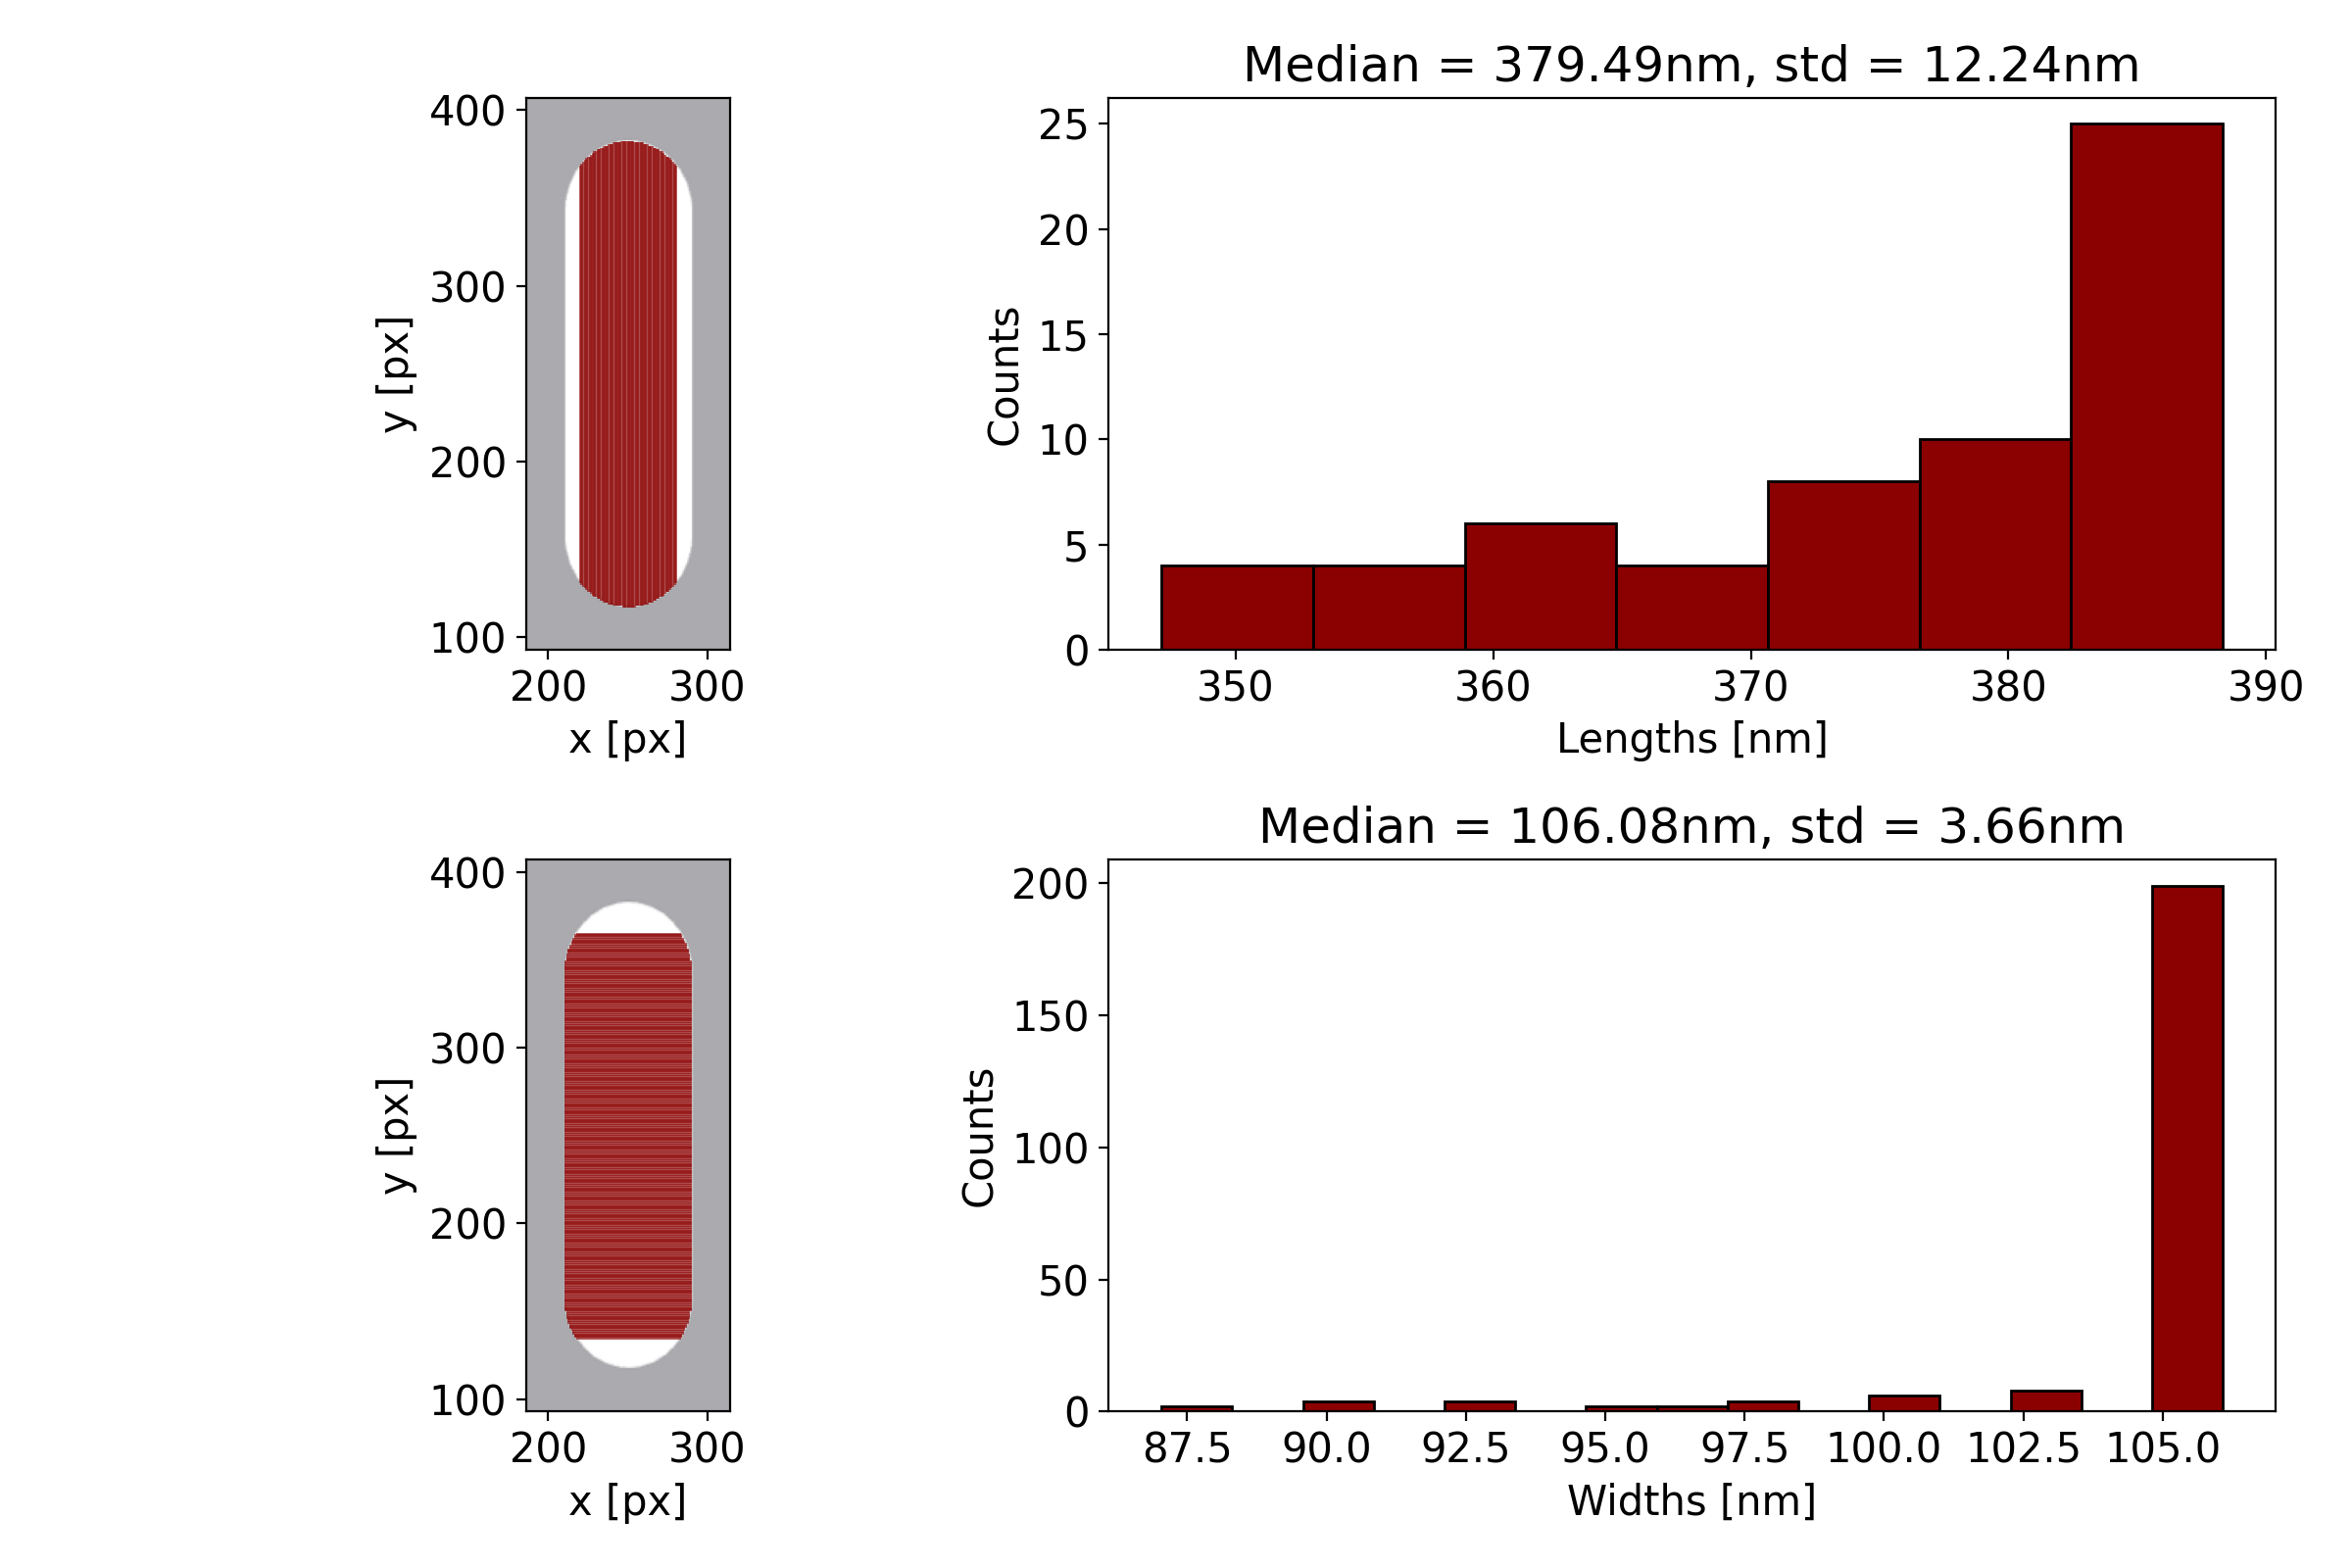 Median = 379.49nm, std = 12.24nm
400
300
200
100
y [px]
200 300
x [px]
25
20
15
10
5
0
Counts
350 360 370 380 390
Lengths [nm]
Median = 106.08nm, std = 3.66nm
400
300
200
100
y [px]
200 300
x [px]
200
150
100
50
0
Counts
87.5 90.0 92.5 95.0 97.5 100.0 102.5 105.0
Widths [nm]